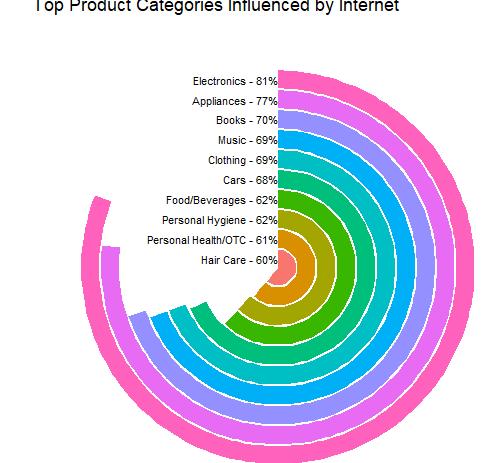 Top Product Categories Influenced by Internet
Electronics - 81%
Appliances - 77%
Books - 70%
Music - 69%
Clothing - 69%
Cars - 68%
Food/Beverages - 62%
Personal Hygiene - 62%
Personal Health/OTC - 61%
Hair Care - 60%